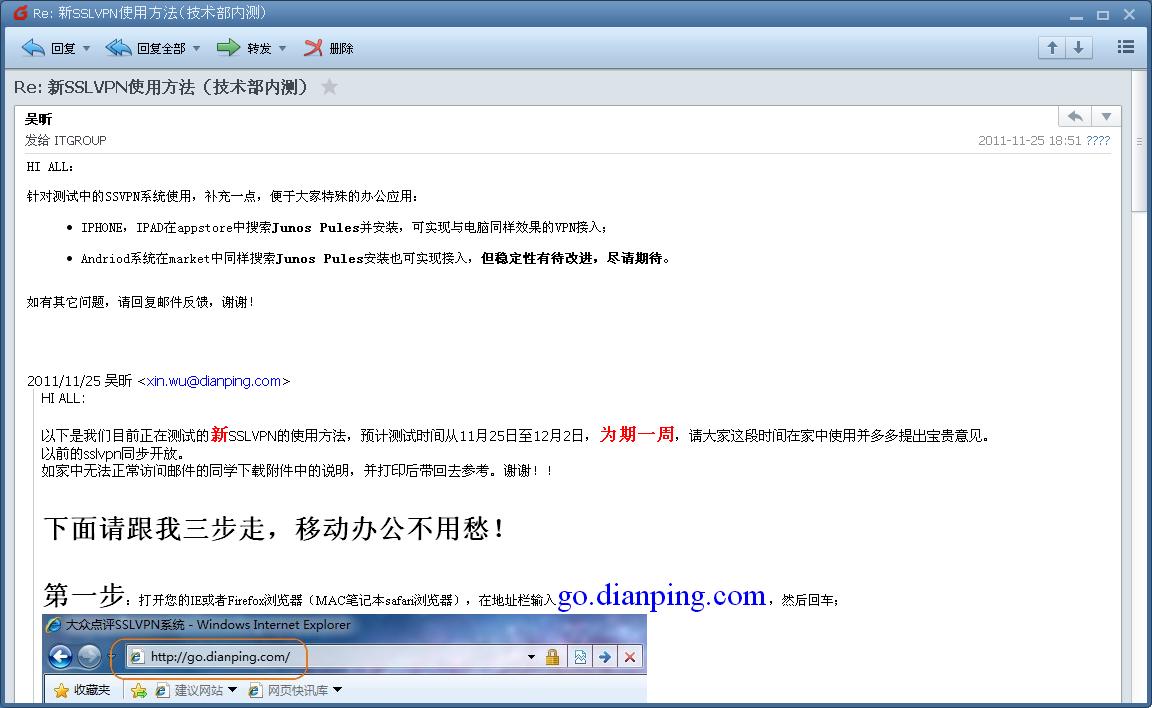 Re: 新SSLVPN使用方法（技术部内测）
回复 回复全部 转发 删除
Re: 新SSLVPN使用方法（技术部内测）
吴昕
发给 ITGROUP
2011-11-25 18:51 ????
HI ALL:
针对测试中的SSVPN系统使用，补充一点，便于大家特殊的办公应用：
• IPHONE，IPAD在appstore中搜索Junos Pules并安装，可实现与电脑同样效果的VPN接入；
• Andriod系统在market中同样搜索Junos Pules安装也可实现接入，但稳定性有待改进，尽请期待。
如有其它问题，请回复邮件反馈，谢谢！
2011/11/25 吴昕 <xin.wu@dianping.com>
HI ALL:
以下是我们目前正在测试的新SSLVPN的使用方法，预计测试时间从11月25日至12月2日，为期一周，请大家这段时间在家中使用并多多提出宝贵意见。
以前的sslvpn同步开放。
如家中无法正常访问邮件的同学下载附件中的说明，并打印后带回去参考。谢谢！！
下面请跟我三步走，移动办公不用愁！
第一步：打开您的IE或者Firefox浏览器（MAC笔记本safari浏览器），在地址栏输入go.dianping.com，然后回车；
大众点评SSLVPN系统 - Windows Internet Explorer
http://go.dianping.com/
收藏夹 建议网站 网页快讯库